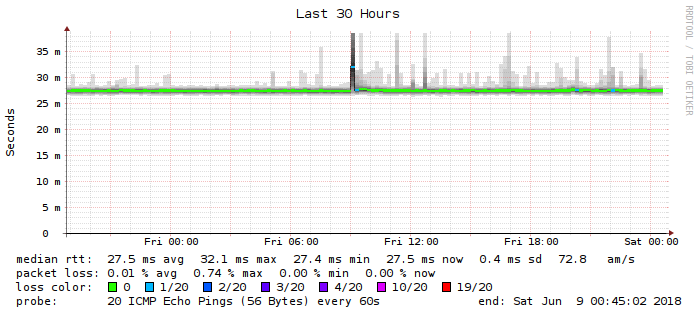 Last 30 Hours
RRDTOOL / TOBI OETIKER
Seconds
35 m
30 m
25 m
20 m
15 m
10 m
5 m
0
Fri 00:00 Fri 06:00 Fri 12:00 Fri 18:00 Sat 00:00
median rtt: 27.5 ms avg 32.1 ms max 27.4 ms min 27.5 ms now 0.4 ms sd 72.8 am/s
packet loss: 0.01 % avg 0.74 % max 0.00 % min 0.00 % now
loss color: 0 1/20 2/20 3/20 4/20 10/20 19/20
probe: 20 ICMP Echo Pings (56 Bytes) every 60s end: Sat Jun 9 00:45:02 2018